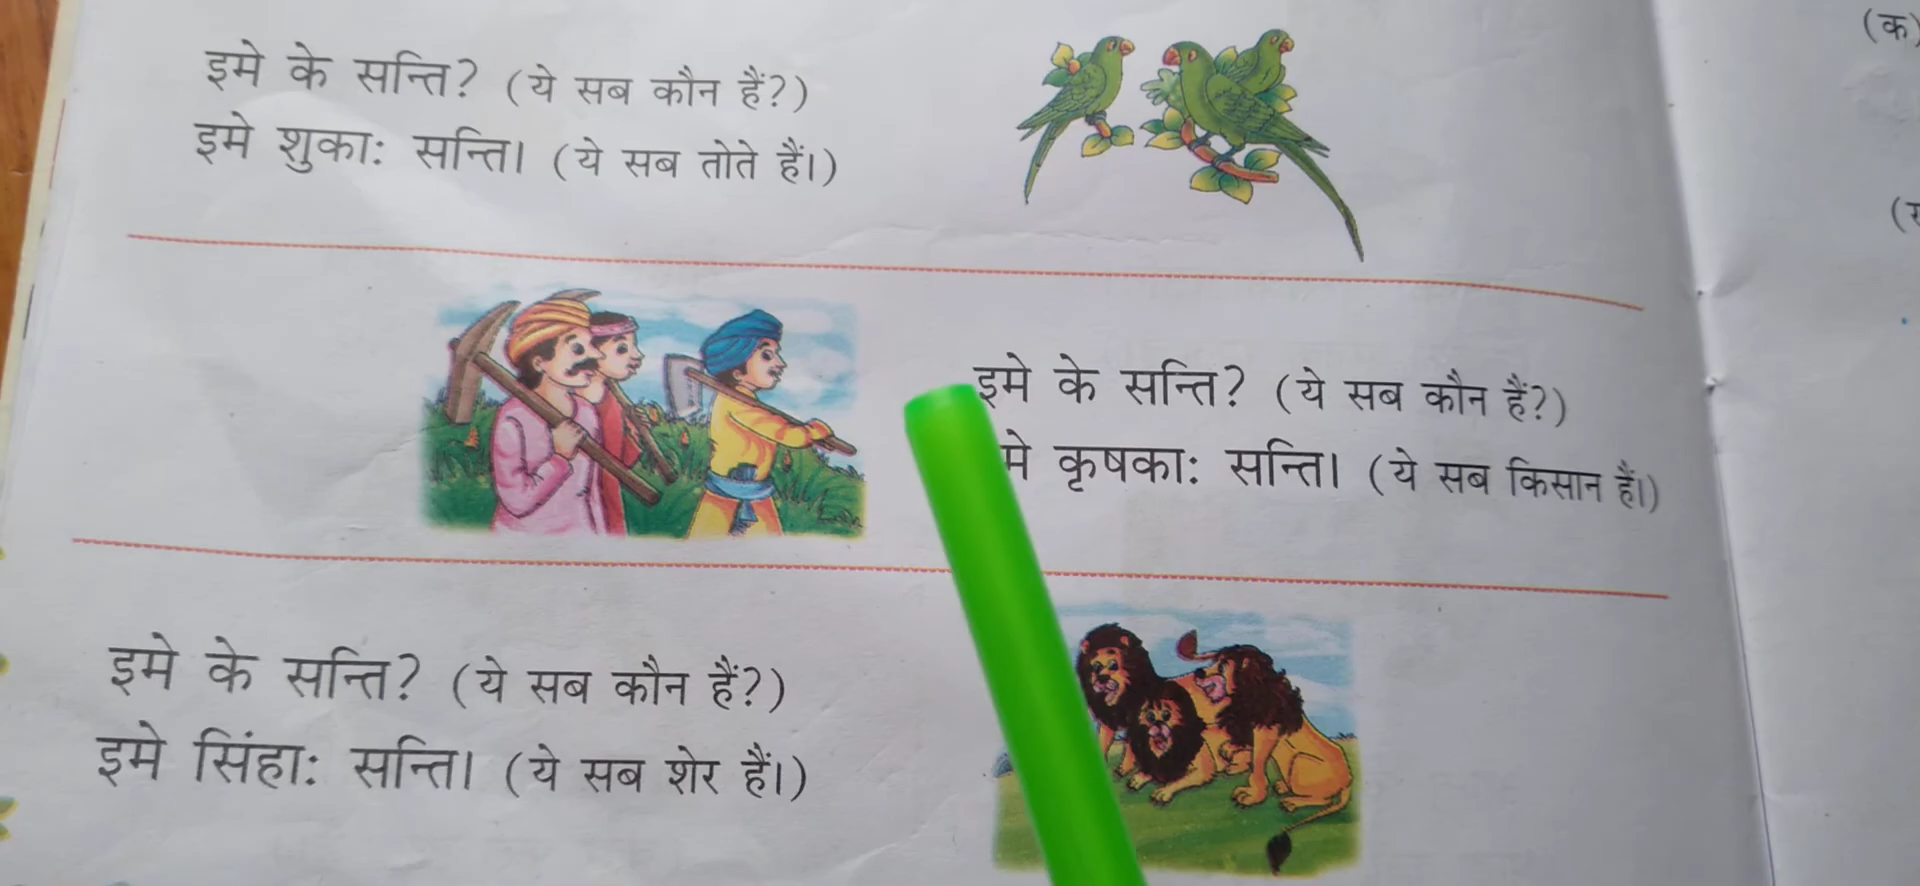 इमे के सन्ति? (ये सब कौन हैं?)
इमे शुकाः सन्ति। (ये सब तोते हैं।)
इमे के सन्ति? (ये सब कौन हैं?)
मे कृषकाः सन्ति। (ये सब किसान हैं।)
इमे के सन्ति? (ये सब कौन हैं?)
इमे सिंहाः सन्ति। (ये सब शेर हैं।)
(क)